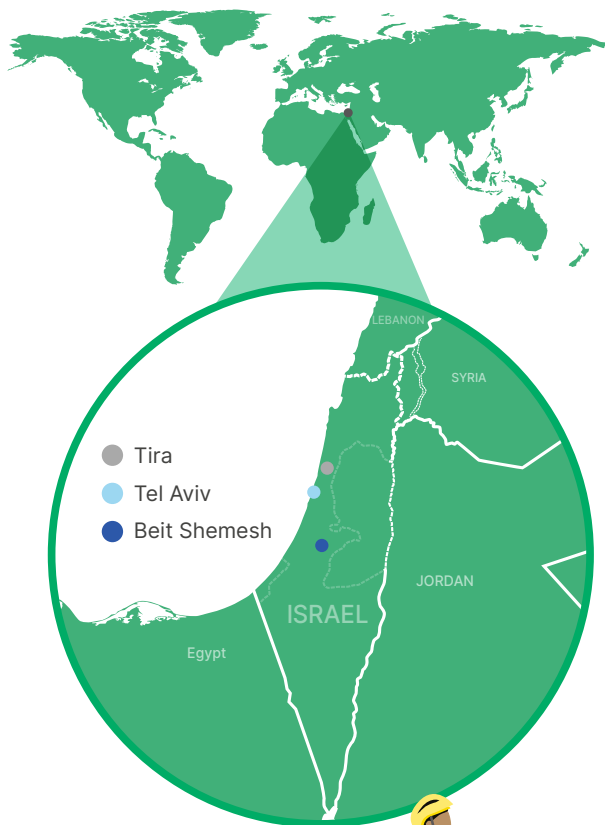 LEBANON
SYRIA
Tira
Tel Aviv
Beit Shemesh
JORDAN
ISRAEL
Egypt